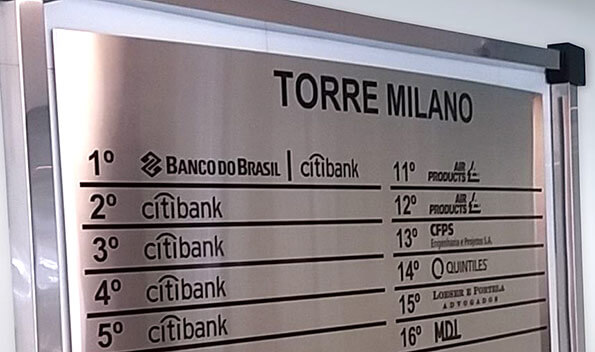 TORRE MILANO
1º BANCO DO BRASIL | citibank
2º citibank
3º citibank
4º citibank
5º citibank
11º AIR PRODUCTS
12º AIR PRODUCTS
13º CFPS
Engenharia e Projetos S.A.
14º QUINTILES
15º LOESER E PORTELA
ADVOGADOS
16º MDL